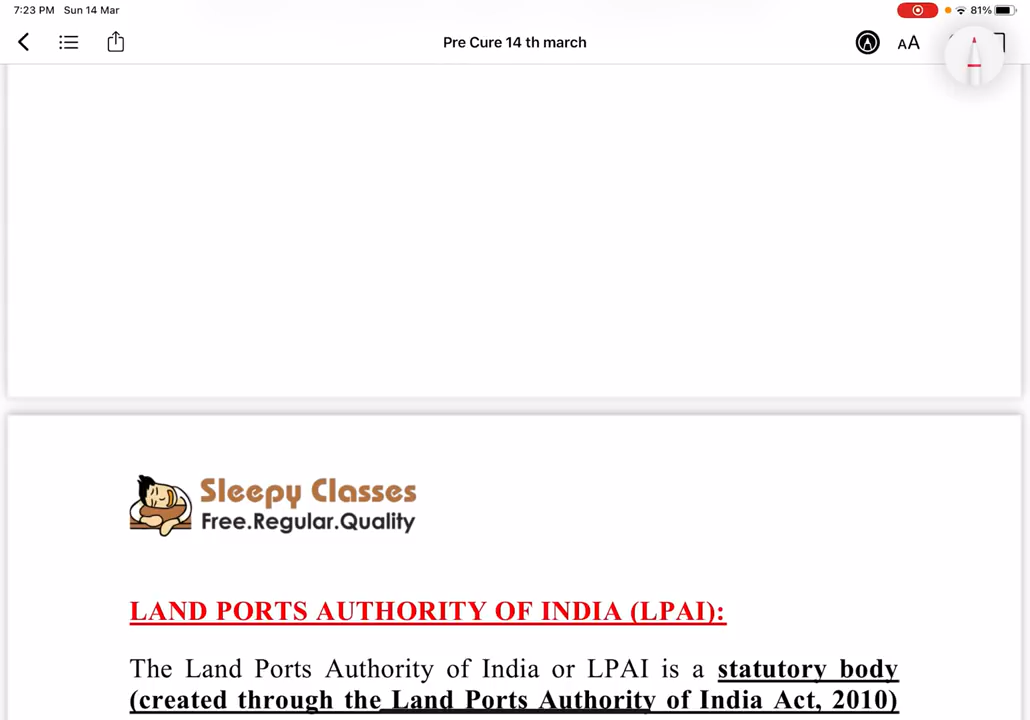 7:23 PM Sun 14 Mar 81%
Pre Cure 14 th march AA
Sleepy Classes
Free.Regular.Quality
LAND PORTS AUTHORITY OF INDIA (LPAI):
The Land Ports Authority of India or LPAI is a statutory body
(created through the Land Ports Authority of India Act, 2010)